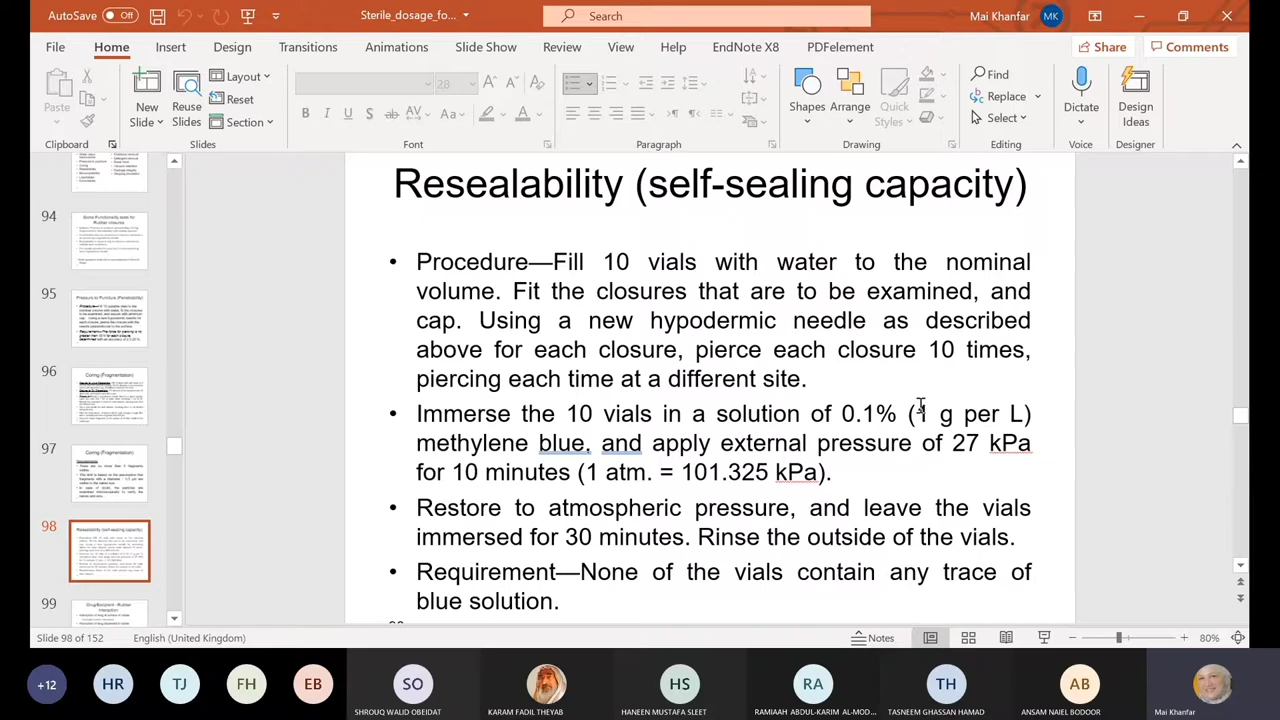 AutoSave Off Sterile_dosage_fo... Search Mai Khanfar MK
File Home Insert Design Transitions Animations Slide Show Review View Help EndNote X8 PDFelement Share Comments
Paste New Slide Reuse Slides Layout Reset Section 28 Shapes Arrange Quick Styles Find Replace Select Dictate Design Ideas
Clipboard Slides Font Paragraph Drawing Editing Voice Designer
94
95
96
97
98
99
Resealability (self-sealing capacity)
• Procedure—Fill 10 vials with water to the nominal
volume. Fit the closures that are to be examined, and
cap. Using a new hypodermic needle as described
above for each closure, pierce each closure 10 times,
piercing each time at a different site.
• Immerse the 10 vials in a solution of 0.1% (1 g per L)
methylene blue. and apply external pressure of 27 kPa
for 10 minutes (1 atm. = 101.325 kPa).
• Restore to atmospheric pressure, and leave the vials
immersed for 30 minutes. Rinse the outside of the vials.
• Requirement—None of the vials contain any trace of
blue solution.
Slide 98 of 152 English (United Kingdom) Notes 80%
+12 HR TJ FH EB SO HS RA TH AB
SHROUQ WALID OBEIDAT KARAM FADIL THEYAB HANEEN MUSTAFA SLEET RAMIAAH ABDUL-KARIM AL-MOD... TASNEEM GHASSAN HAMAD ANSAM NAIEL BODOOR Mai Khanfar